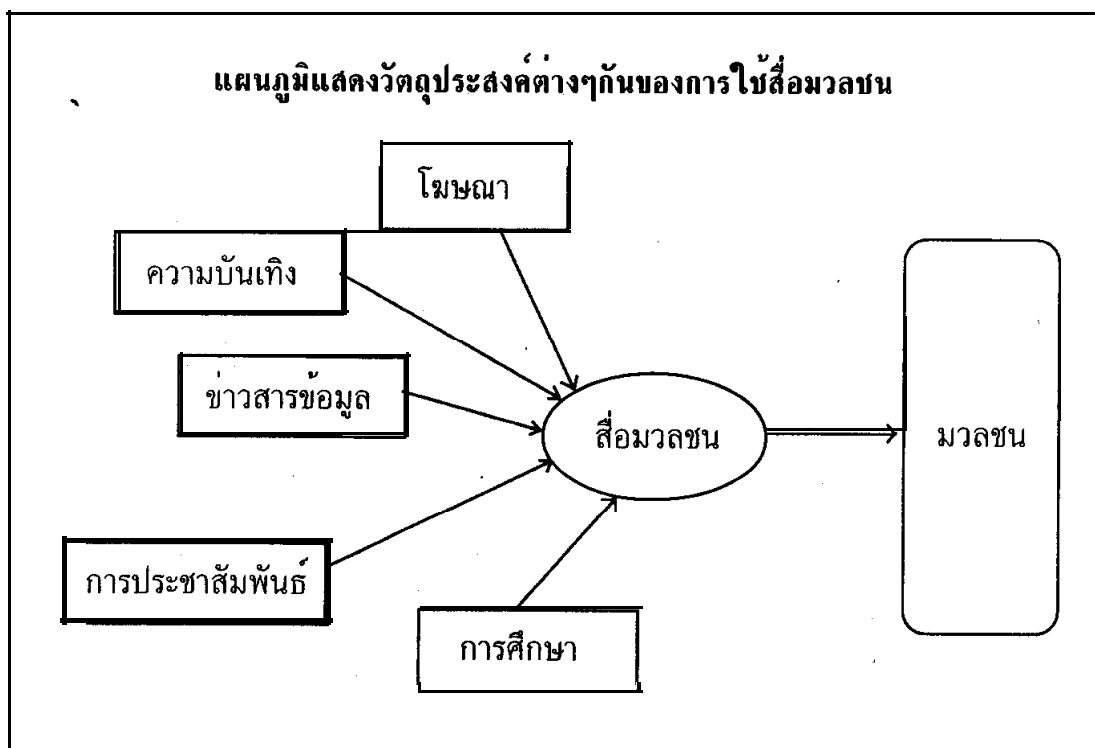 แผนภูมิแสดงวัตถุประสงค์ต่างๆกันของการใช้สื่อมวลชน
โฆษณา
ความบันเทิง
ข่าวสารข้อมูล
สื่อมวลชน
มวลชน
การประชาสัมพันธ์
การศึกษา